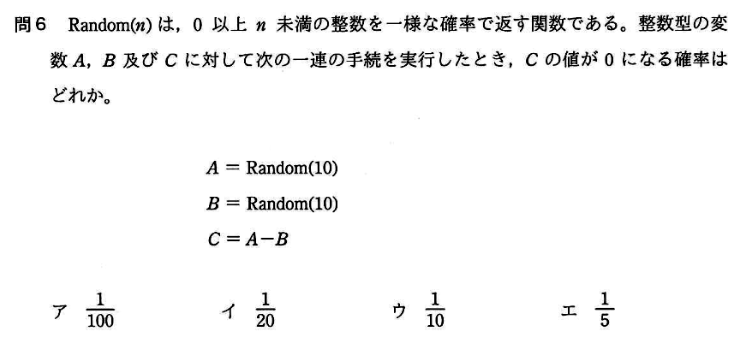 問6 Random(n) は，0 以上 n 未満の整数を一様な確率で返す関数である。整数型の変
数 A，B 及び C に対して次の一連の手続を実行したとき，C の値が 0 になる確率は
どれか。
A = Random(10)
B = Random(10)
C = A－B
ア 1/100 イ 1/20 ウ 1/10 エ 1/5